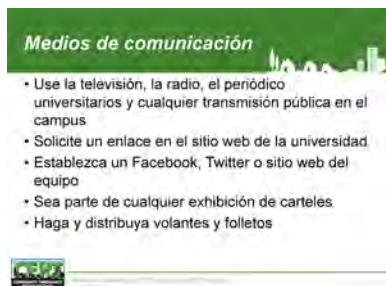 Medios de comunicación
• Use la televisión, la radio, el periódico
universitarios y cualquier transmisión pública en el
campus
• Solicite un enlace en el sitio web de la universidad
• Establezca un Facebook, Twitter o sitio web del
equipo
• Sea parte de cualquier exhibición de carteles
• Haga y distribuya volantes y folletos
CERT